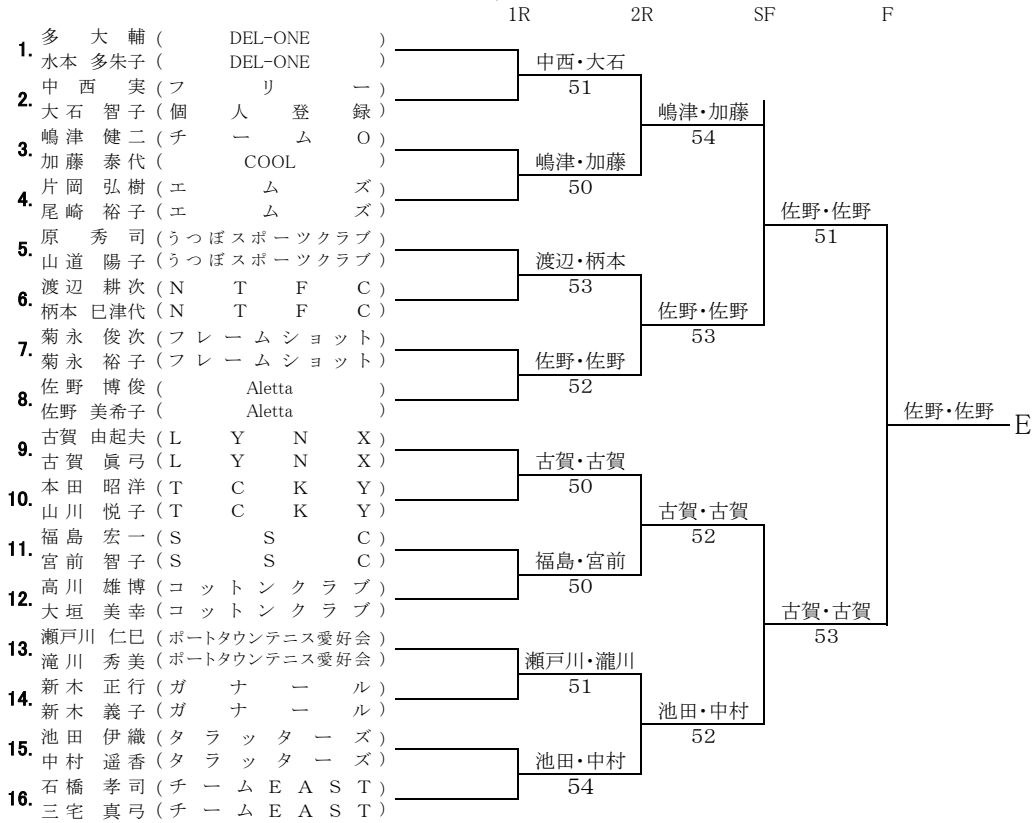 1R 2R SF F
1. 多 大輔 ( DEL-ONE )
水本 多朱子 ( DEL-ONE )
2. 中西 実 ( フリー )
大石 智子 ( 個人登録 )
3. 嶋津 健二 ( チームO )
加藤 泰代 ( COOL )
4. 片岡 弘樹 ( エムズ )
尾崎 裕子 ( エムズ )
5. 原 秀司 ( うつぼスポーツクラブ )
山道 陽子 ( うつぼスポーツクラブ )
6. 渡辺 耕次 ( NTFC )
柄本 巳津代 ( NTFC )
7. 菊永 俊次 ( フレームショット )
菊永 裕子 ( フレームショット )
8. 佐野 博俊 ( Aletta )
佐野 美希子 ( Aletta )
9. 古賀 由起夫 ( LYNX )
古賀 眞弓 ( LYNX )
10. 本田 昭洋 ( TCKY )
山川 悦子 ( TCKY )
11. 福島 宏一 ( SSC )
宮前 智子 ( SSC )
12. 高川 雄博 ( コットンクラブ )
大垣 美幸 ( コットンクラブ )
13. 瀬戸川 仁巳 ( ポートタウンテニス愛好会 )
滝川 秀美 ( ポートタウンテニス愛好会 )
14. 新木 正行 ( ガナール )
新木 義子 ( ガナール )
15. 池田 伊織 ( タラッターズ )
中村 遥香 ( タラッターズ )
16. 石橋 孝司 ( チームEAST )
三宅 真弓 ( チームEAST )
中西・大石
51
嶋津・加藤
50
渡辺・柄本
53
佐野・佐野
52
古賀・古賀
50
福島・宮前
50
瀬戸川・瀧川
51
池田・中村
54
嶋津・加藤
54
佐野・佐野
53
古賀・古賀
52
池田・中村
52
佐野・佐野
51
古賀・古賀
53
佐野・佐野
E